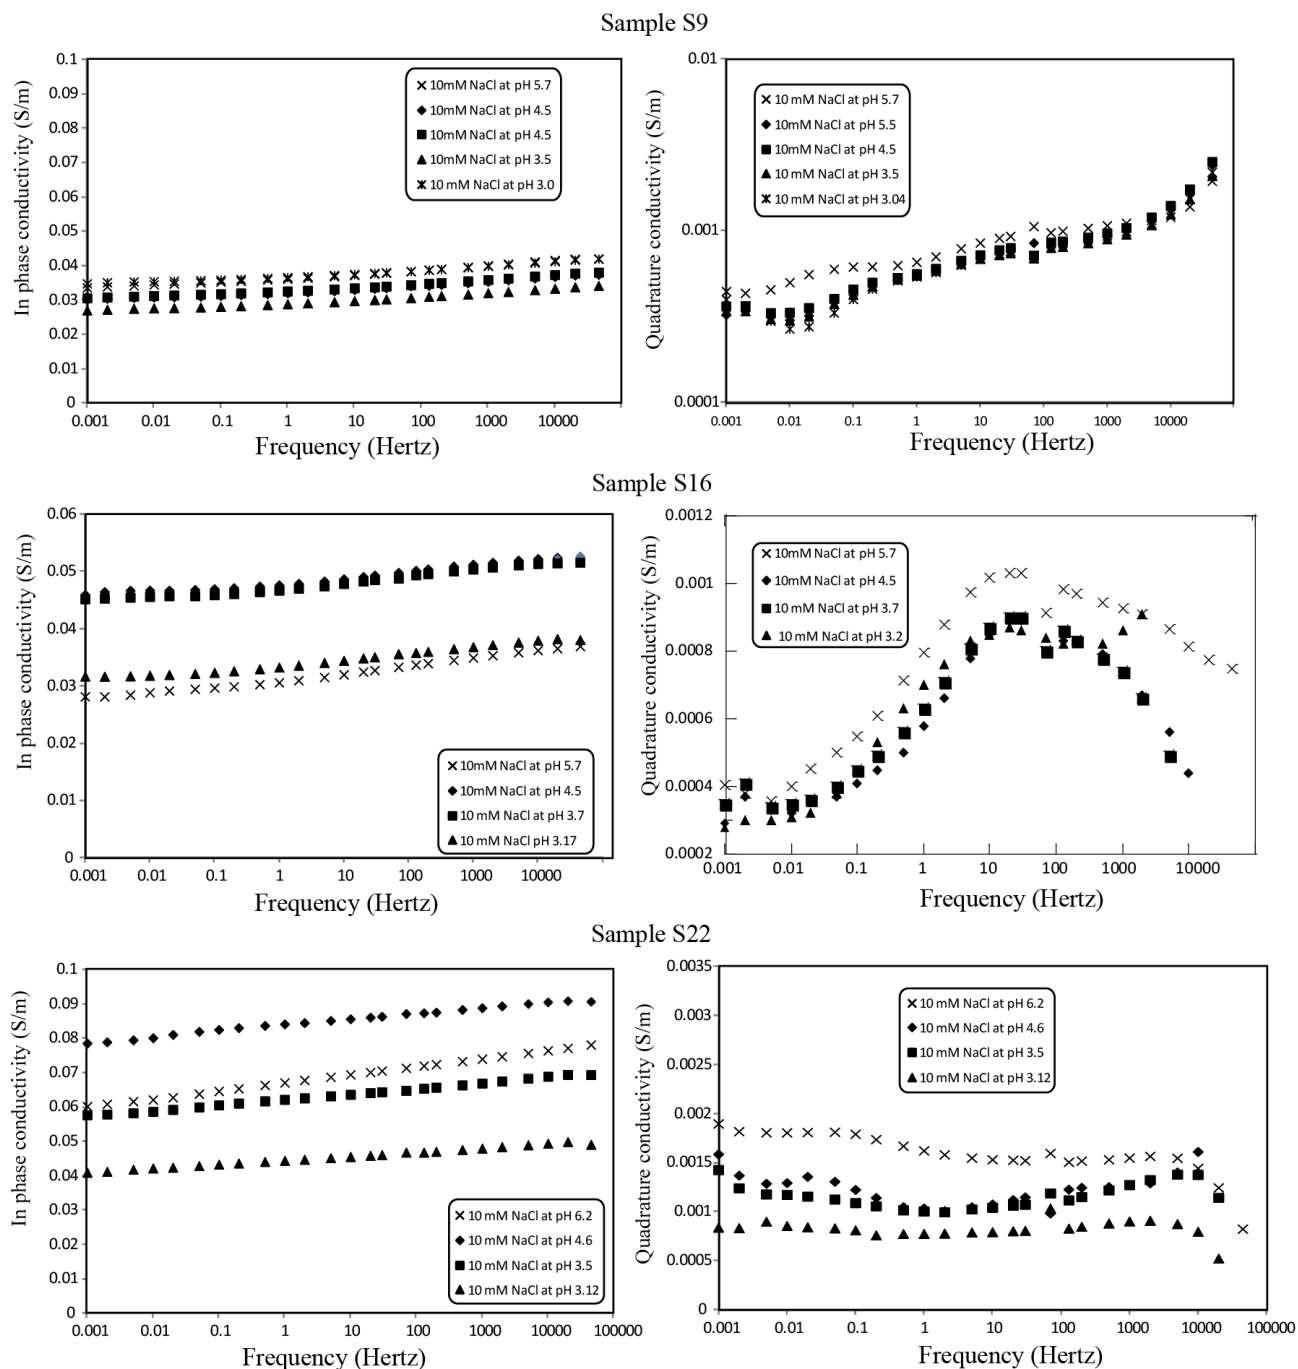 Sample S9
In phase conductivity (S/m)
0.1
0.09
0.08
0.07
0.06
0.05
0.04
0.03
0.02
0.01
0
10mM NaCl at pH 5.7
10mM NaCl at pH 4.5
10mM NaCl at pH 4.5
10mM NaCl at pH 3.5
10 mM NaCl at pH 3.0
0.001 0.01 0.1 1 10 100 1000 10000
Frequency (Hertz)
Quadrature conductivity (S/m)
0.01
0.001
0.0001
10 mM NaCl at pH 5.7
10mM NaCl at pH 5.5
10mM NaCl at pH 4.5
10 mM NaCl at pH 3.5
10 mM NaCl at pH 3.04
0.001 0.01 0.1 1 10 100 1000 10000
Frequency (Hertz)
Sample S16
In phase conductivity (S/m)
0.06
0.05
0.04
0.03
0.02
0.01
0
10mM NaCl at pH 5.7
10mM NaCl at pH 4.5
10 mM NaCl at pH 3.7
10 mM NaCl pH 3.17
0.001 0.01 0.1 1 10 100 1000 10000
Frequency (Hertz)
Quadrature conductivity (S/m)
0.0012
0.001
0.0008
0.0006
0.0004
0.0002
10mM NaCl at pH 5.7
10mM NaCl at pH 4.5
10 mM NaCl at pH 3.7
10 mM NaCl at pH 3.2
0.001 0.01 0.1 1 10 100 1000 10000
Frequency (Hertz)
Sample S22
In phase conductivity (S/m)
0.1
0.09
0.08
0.07
0.06
0.05
0.04
0.03
0.02
0.01
0
10 mM NaCl at pH 6.2
10 mM NaCl at pH 4.6
10 mM NaCl at pH 3.5
10 mM NaCl at pH 3.12
0.001 0.01 0.1 1 10 100 1000 10000 100000
Frequency (Hertz)
Quadrature conductivity (S/m)
0.0035
0.003
0.0025
0.002
0.0015
0.001
0.0005
0
10 mM NaCl at pH 6.2
10 mM NaCl at pH 4.6
10 mM NaCl at pH 3.5
10 mM NaCl at pH 3.12
0.001 0.01 0.1 1 10 100 1000 10000 100000
Frequency (Hertz)